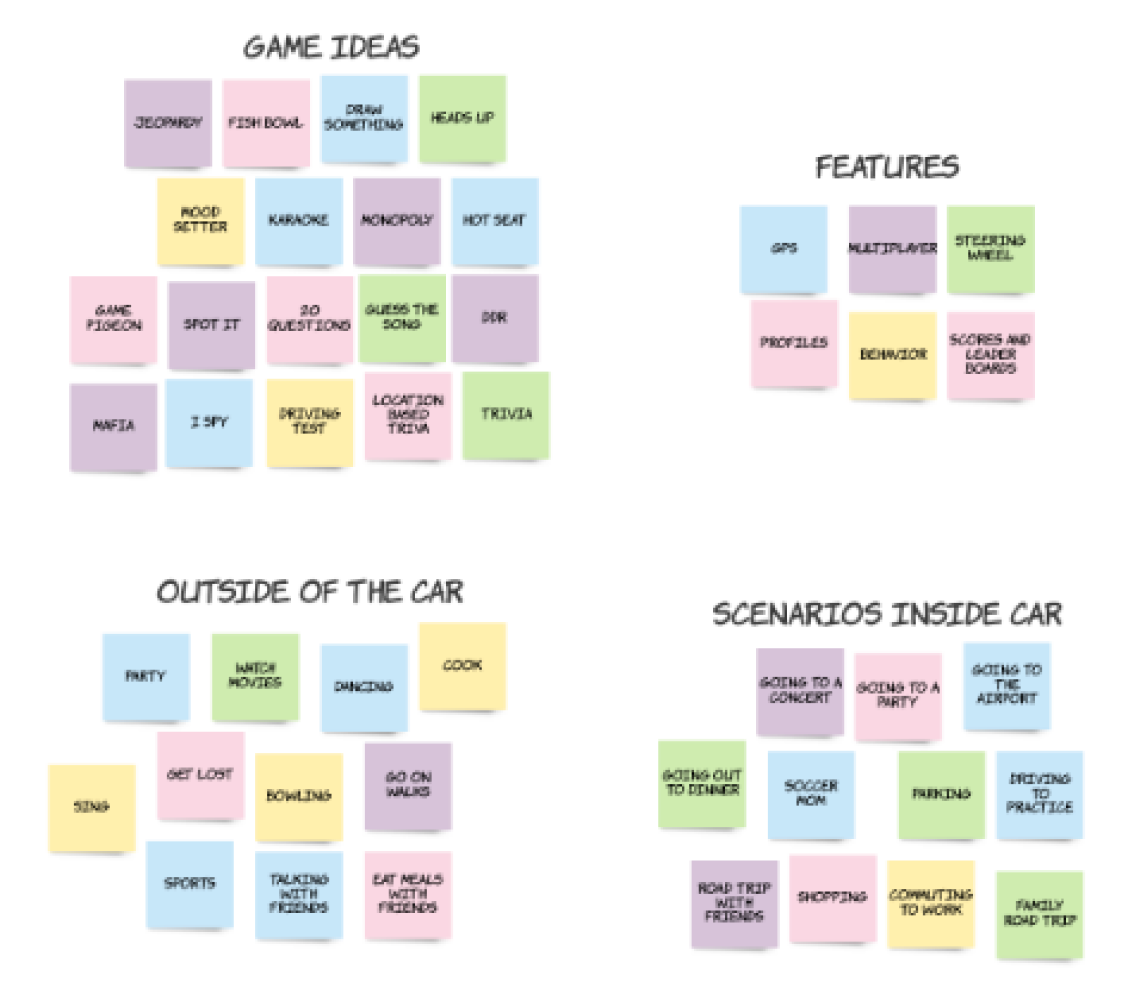 GAME IDEAS
JEOPARDY
FISH BOWL
DRAW
SOMETHING
HEADS UP
MOOD
SETTER
KARAOKE
MONOPOLY
HOT SEAT
GAME
PIGEON
SPOT IT
20
QUESTIONS
GUESS THE
SONG
DDR
MAFIA
I SPY
DRIVING
TEST
LOCATION
BASED
TRIVA
TRIVIA
FEATURES
GPS
MULTIPLAYER
STEERING
WHEEL
PROFILES
BEHAVIOR
SCORES AND
LEADER
BOARDS
OUTSIDE OF THE CAR
PARTY
WATCH
MOVIES
DANCING
COOK
SING
GET LOST
BOWLING
GO ON
WALKS
SPORTS
TALKING
WITH
FRIENDS
EAT MEALS
WITH
FRIENDS
SCENARIOS INSIDE CAR
GOING TO A
CONCERT
GOING TO A
PARTY
GOING TO
THE
AIRPORT
GOING OUT
TO DINNER
SOCCER
MOM
PARKING
DRIVING
TO
PRACTICE
ROAD TRIP
WITH
FRIENDS
SHOPPING
COMMUTING
TO WORK
FAMILY
ROAD TRIP